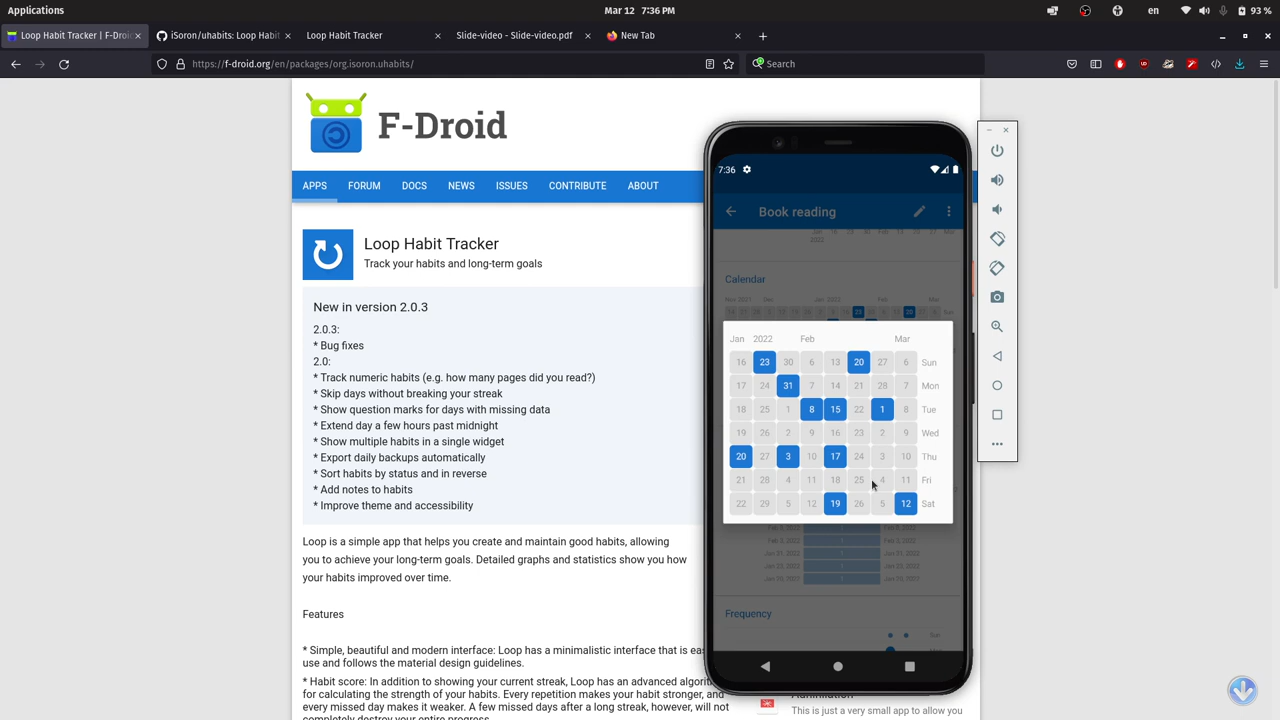 Applications
Mar 12 7:36 PM
en
93 %
Loop Habit Tracker | F-Droi
iSoron/uhabits: Loop Habit
Loop Habit Tracker
Slide-video - Slide-video.pdf
New Tab
https://f-droid.org/en/packages/org.isoron.uhabits/
Search
F-Droid
APPS FORUM DOCS NEWS ISSUES CONTRIBUTE ABOUT
Loop Habit Tracker
Track your habits and long-term goals
New in version 2.0.3
2.0.3:
* Bug fixes
2.0:
* Track numeric habits (e.g. how many pages did you read?)
* Skip days without breaking your streak
* Show question marks for days with missing data
* Extend day a few hours past midnight
* Show multiple habits in a single widget
* Export daily backups automatically
* Sort habits by status and in reverse
* Add notes to habits
* Improve theme and accessibility
Loop is a simple app that helps you create and maintain good habits, allowing
you to achieve your long-term goals. Detailed graphs and statistics show you how
your habits improved over time.
Features
* Simple, beautiful and modern interface: Loop has a minimalistic interface that is eas
use and follows the material design guidelines.
* Habit score: In addition to showing your current streak, Loop has an advanced algorit
for calculating the strength of your habits. Every repetition makes your habit stronger, and
every missed day makes it weaker. A few missed days after a long streak, however, will not
completely destroy your entire progress.
7:36
Book reading
Calendar
Jan 2022 Feb Mar
16 23 30 6 13 20 27 6 Sun
17 24 31 7 14 21 28 7 Mon
18 25 1 8 15 22 1 8 Tue
19 26 2 9 16 23 2 9 Wed
20 27 3 10 17 24 3 10 Thu
21 28 4 11 18 25 4 11 Fri
22 29 5 12 19 26 5 12 Sat
Frequency
Sun
This is just a very small app to allow you